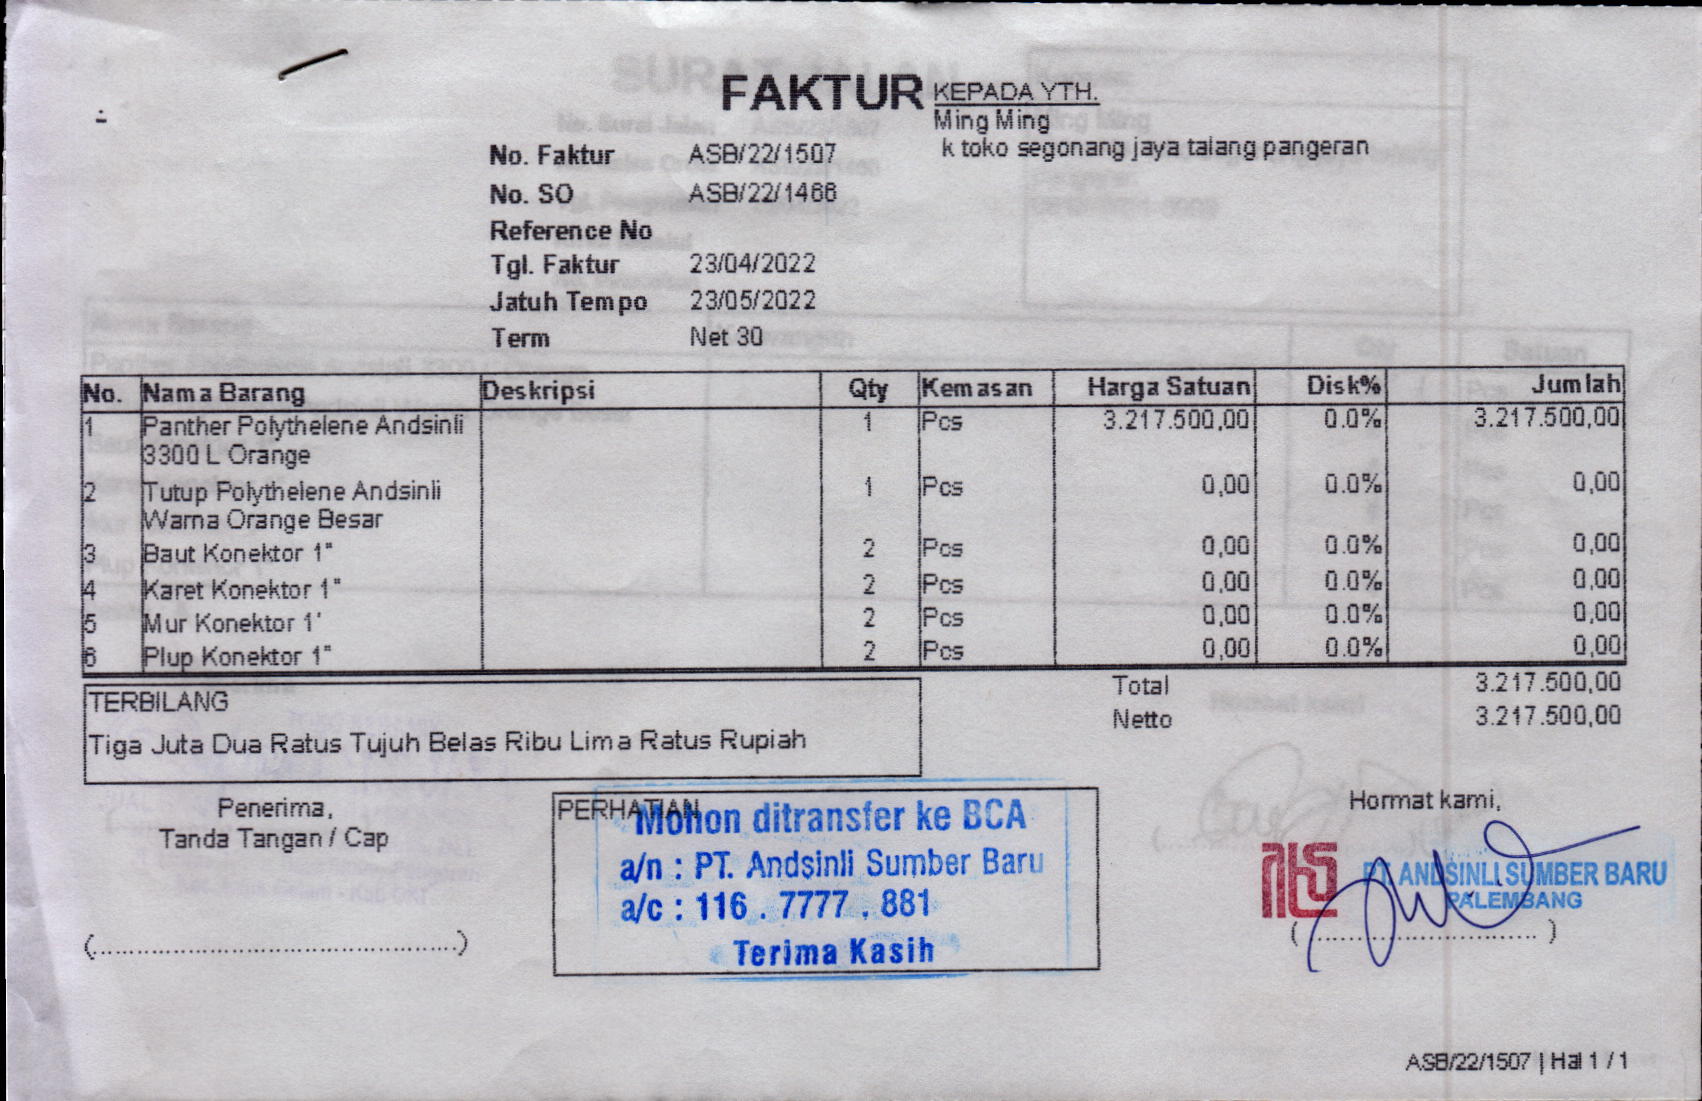 FAKTUR
KEPADA YTH.
Ming Ming
k toko segonang jaya talang pangeran
No. Faktur ASB/22/1507
No. SO ASB/22/1466
Reference No
Tgl. Faktur 23/04/2022
Jatuh Tempo 23/05/2022
Term Net 30
No. Nama Barang Deskripsi Qty Kemasan Harga Satuan Disk% Jumlah
1 Panther Polythelene Andsinli 1 Pcs 3.217.500,00 0.0% 3.217.500,00
3300 L Orange
2 Tutup Polythelene Andsinli 1 Pcs 0,00 0.0% 0,00
Warna Orange Besar
3 Baut Konektor 1" 2 Pcs 0,00 0.0% 0,00
4 Karet Konektor 1" 2 Pcs 0,00 0.0% 0,00
5 Mur Konektor 1' 2 Pcs 0,00 0.0% 0,00
6 Plup Konektor 1" 2 Pcs 0,00 0.0% 0,00
Total 3.217.500,00
Netto 3.217.500,00
TERBILANG
Tiga Juta Dua Ratus Tujuh Belas Ribu Lima Ratus Rupiah
Penerima,
Tanda Tangan / Cap
(............................................)
PERHATIAN
Mohon ditransfer ke BCA
a/n : PT. Andsinli Sumber Baru
a/c : 116 . 7777 . 881
Terima Kasih
Hormat kami,
PT. ANDSINLI SUMBER BARU
PALEMBANG
( ........................... )
ASB/22/1507 | Hal 1 / 1